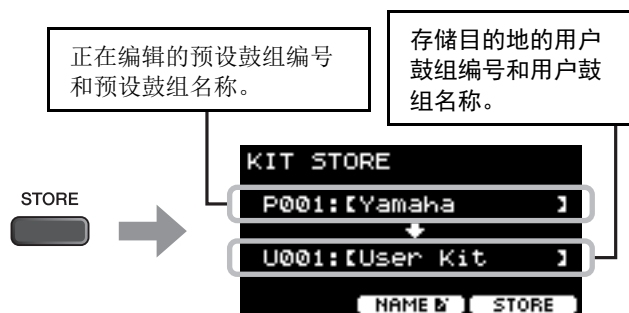 正在编辑的预设鼓组编号
和预设鼓组名称。
存储目的地的用户
鼓组编号和用户鼓
组名称。
STORE
KIT STORE
P001:[Yamaha ]
U001:[User Kit ]
NAME STORE